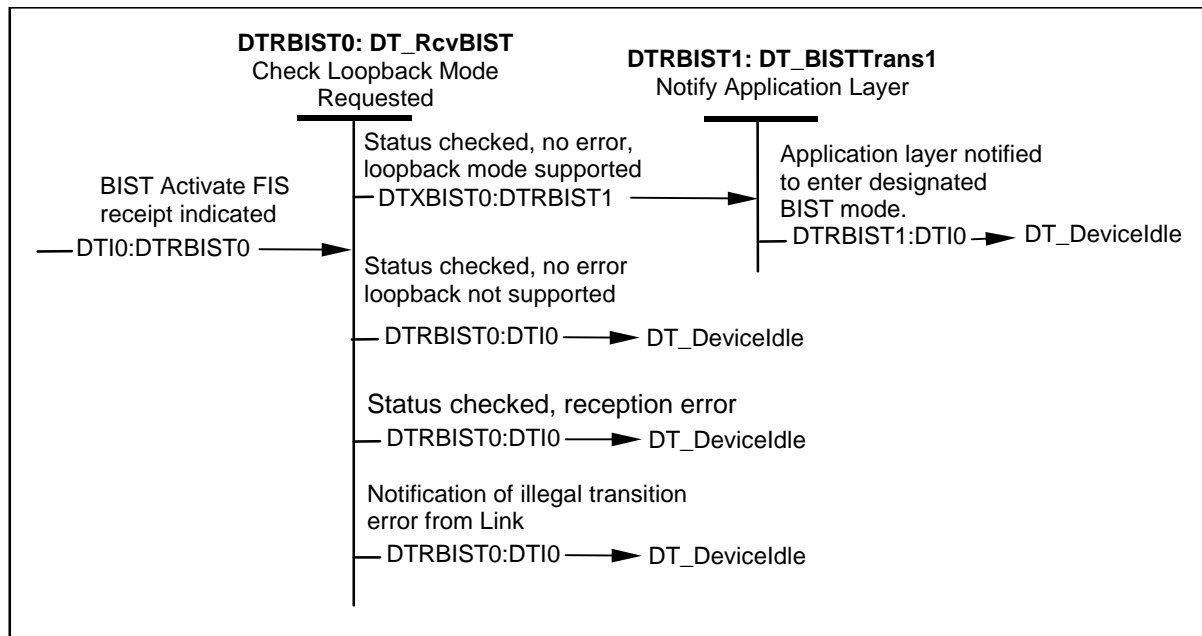 DTRBIST0: DT_RcvBIST
Check Loopback Mode
Requested
DTRBIST1: DT_BISTTrans1
Notify Application Layer
BIST Activate FIS
receipt indicated
DTI0:DTRBIST0
Status checked, no error,
loopback mode supported
DTXBIST0:DTRBIST1
Application layer notified
to enter designated
BIST mode.
DTRBIST1:DTI0
DT_DeviceIdle
Status checked, no error
loopback not supported
DTRBIST0:DTI0
DT_DeviceIdle
Status checked, reception error
DTRBIST0:DTI0
DT_DeviceIdle
Notification of illegal transition
error from Link
DTRBIST0:DTI0
DT_DeviceIdle